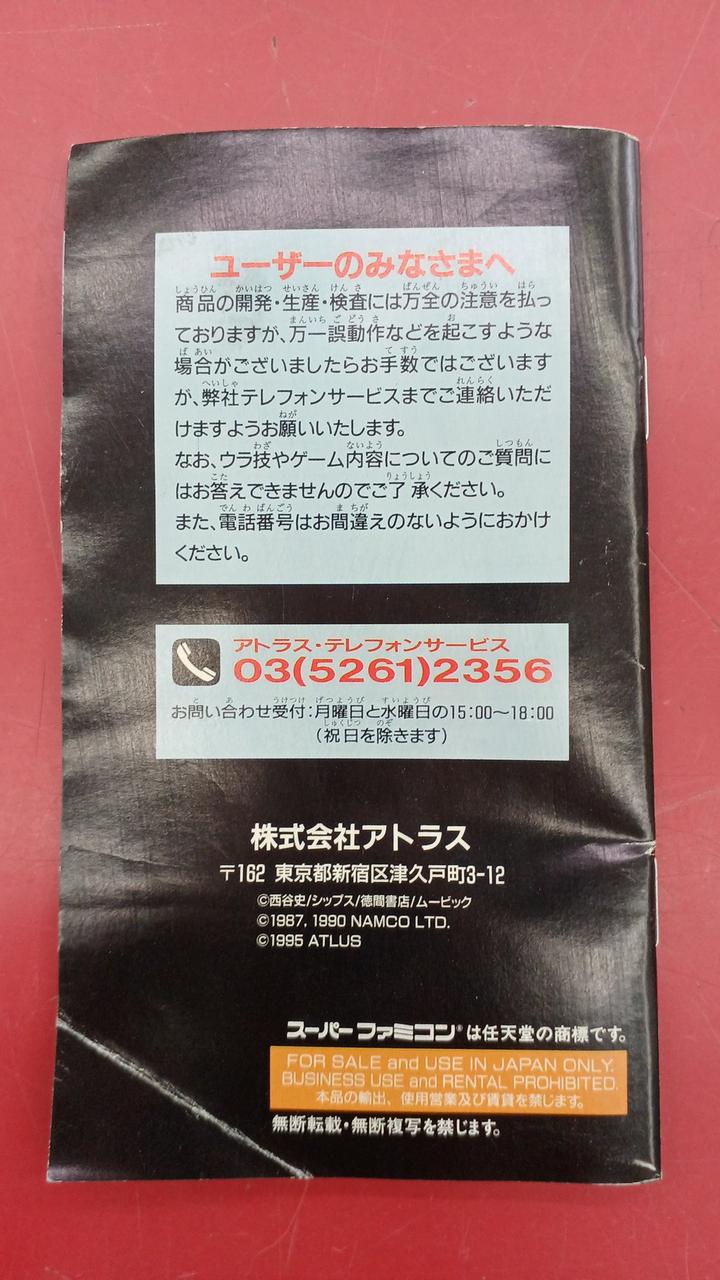 ユーザーのみなさまへ
商品の開発・生産・検査には万全の注意を払っ
ておりますが、万一誤動作などを起こすような
場合がございましたらお手数ではございます
が、弊社テレフォンサービスまでご連絡いただ
けますようお願いいたします。
なお、ウラ技やゲーム内容についてのご質問に
はお答えできませんのでご了承ください。
また、電話番号はお間違えのないようにおかけ
ください。
アトラス・テレフォンサービス
03(5261)2356
お問い合わせ受付:月曜日と水曜日の15:00〜18:00
(祝日を除きます)
株式会社アトラス
〒162 東京都新宿区津久戸町3-12
©西谷史/シップス/徳間書店/ムービック
©1987, 1990 NAMCO LTD.
©1995 ATLUS
スーパーファミコン®は任天堂の商標です。
FOR SALE and USE IN JAPAN ONLY.
BUSINESS USE and RENTAL PROHIBITED.
本品の輸出、使用営業及び賃貸を禁じます。
無断転載・無断複写を禁じます。